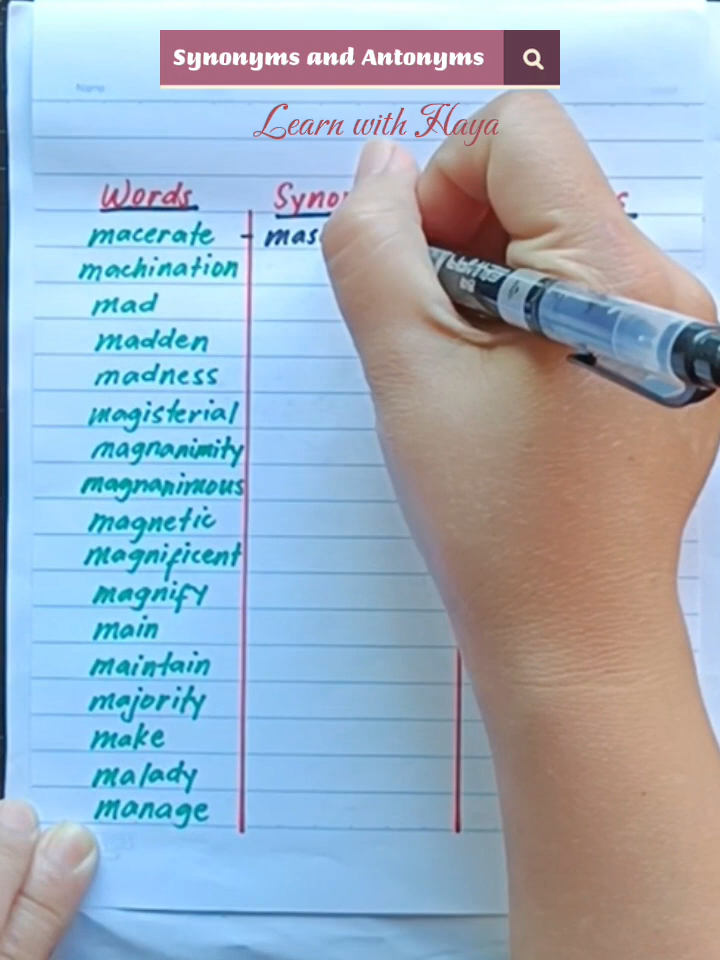 Synonyms and Antonyms
Learn with Haya
Name
Words
macerate -
machination
mad
madden
madness
magisterial
magnanimity
magnanimous
magnetic
magnificent
magnify
main
maintain
majority
make
malady
manage